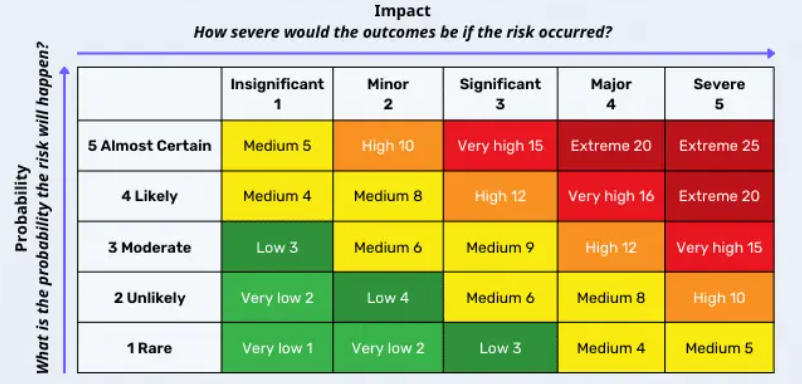 Impact
How severe would the outcomes be if the risk occurred?
Probability
What is the probability the risk will happen?
Insignificant 1 Minor 2 Significant 3 Major 4 Severe 5
5 Almost Certain Medium 5 High 10 Very high 15 Extreme 20 Extreme 25
4 Likely Medium 4 Medium 8 High 12 Very high 16 Extreme 20
3 Moderate Low 3 Medium 6 Medium 9 High 12 Very high 15
2 Unlikely Very low 2 Low 4 Medium 6 Medium 8 High 10
1 Rare Very low 1 Very low 2 Low 3 Medium 4 Medium 5